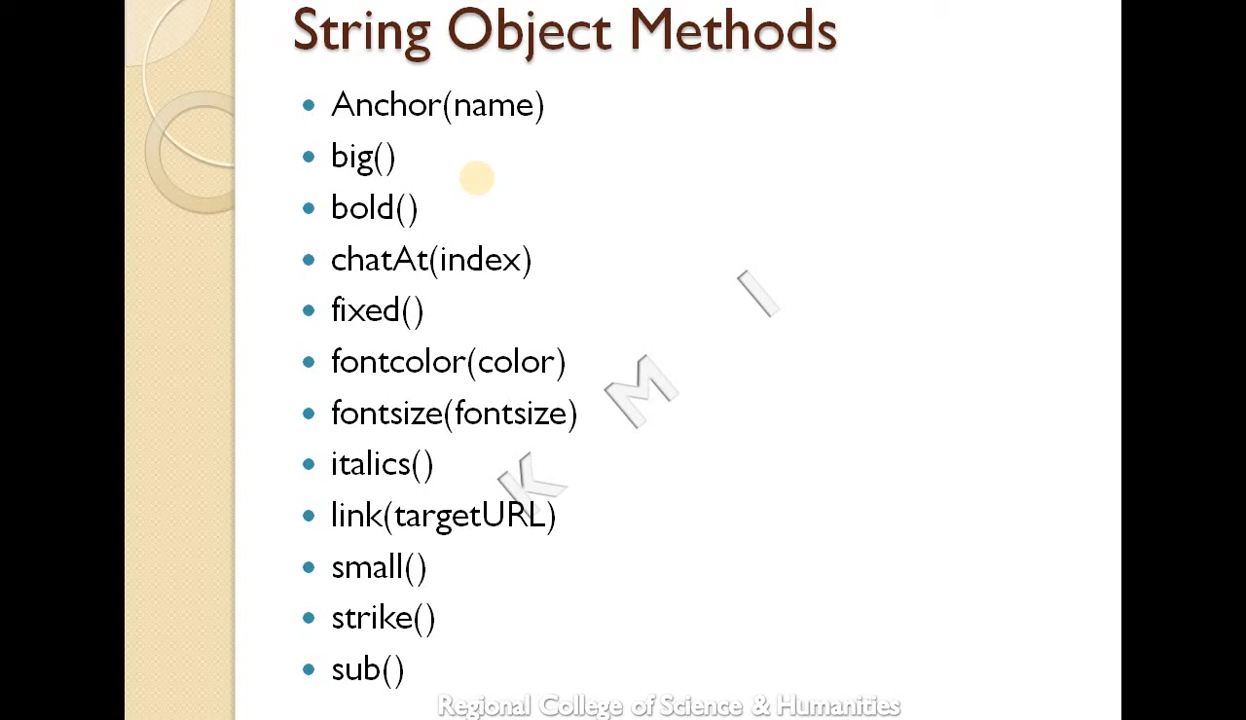 String Object Methods
• Anchor(name)
• big()
• bold()
• chatAt(index)
• fixed()
• fontcolor(color)
• fontsize(fontsize)
• italics()
• link(targetURL)
• small()
• strike()
• sub()
K M I
Regional College of Science & Humanities